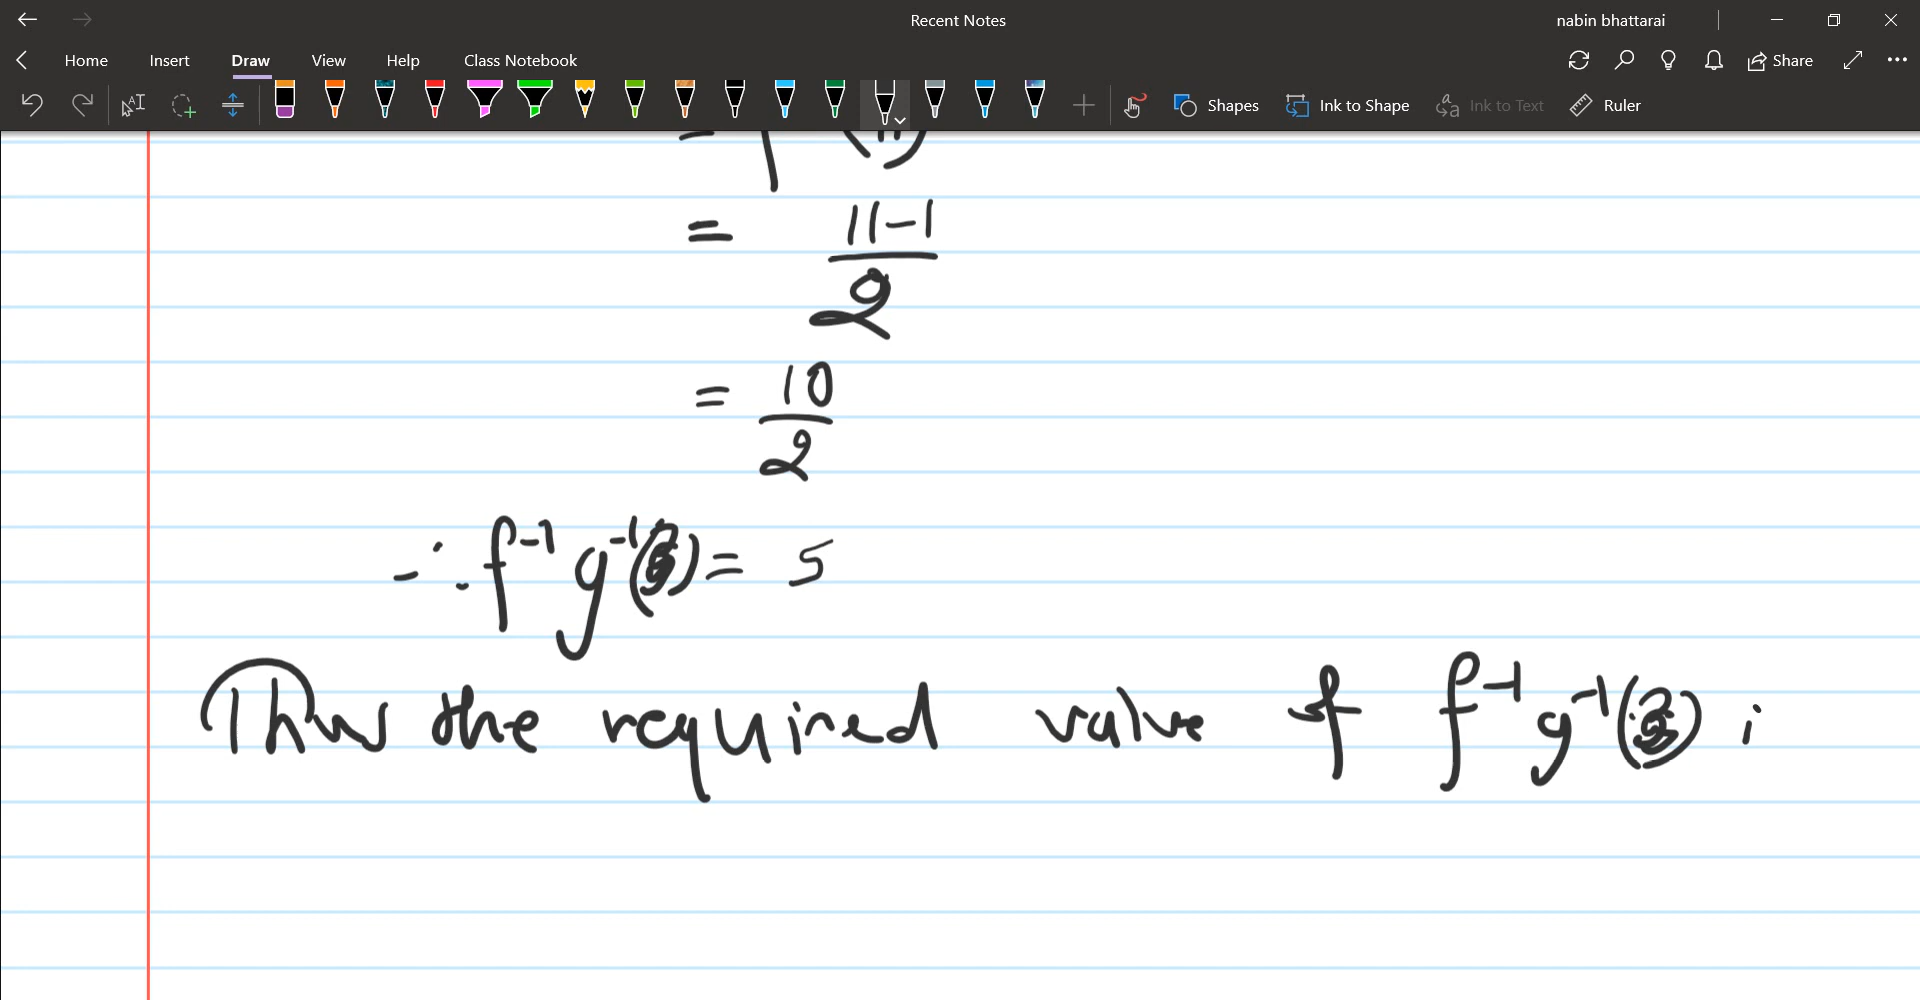 Recent Notes
nabin bhattarai
Home Insert Draw View Help Class Notebook
Share
Shapes Ink to Shape Ink to Text Ruler
= (11)
= 11-1
2
= 10
2
∴ f⁻¹g⁻¹(3) = 5
Thus the required value of f⁻¹g⁻¹(3) i